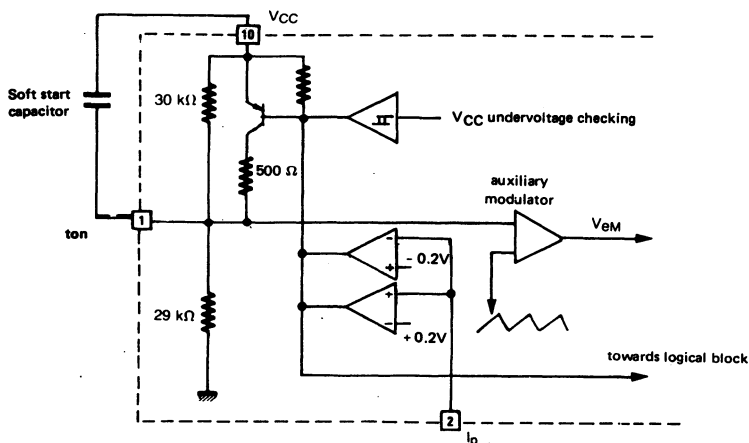 VCC
10
Soft start
capacitor
30 kΩ
VCC undervoltage checking
500 Ω
auxiliary
modulator
1
VeM
ton
-
+
- 0.2V
+
-
+ 0.2V
29 kΩ
towards logical block
2
Ip